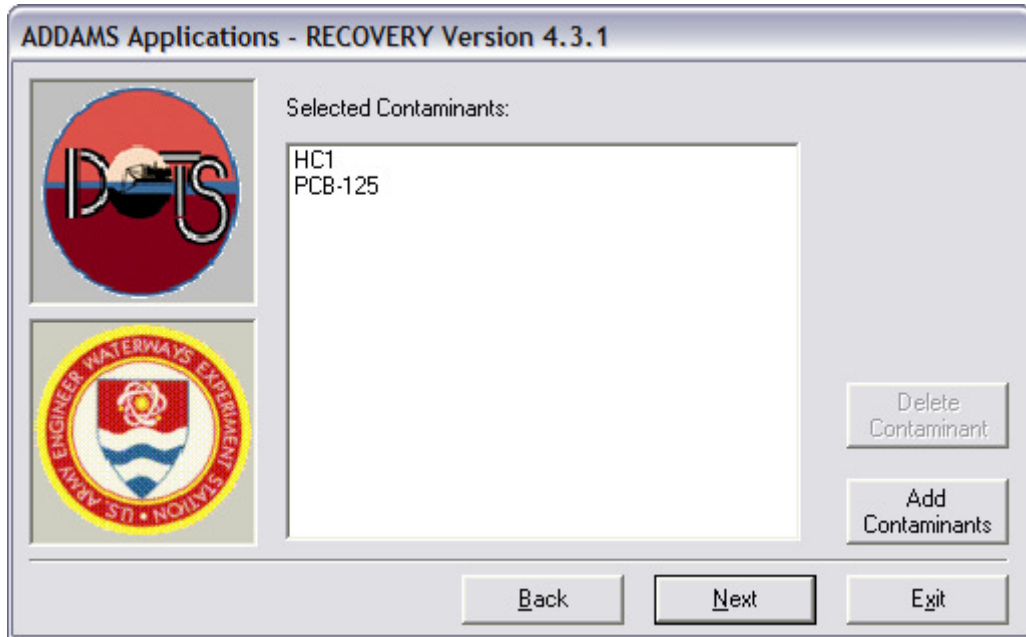 ADDAMS Applications - RECOVERY Version 4.3.1
DOTS
Selected Contaminants:
HC1
PCB-125
U.S. ARMY ENGINEER WATERWAYS EXPERIMENT STATION
Delete
Contaminant
Add
Contaminants
Back
Next
Exit